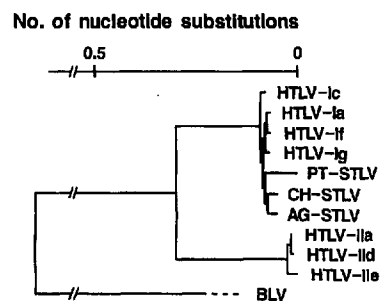 No. of nucleotide substitutions
0.5 0
HTLV-Ic
HTLV-Ia
HTLV-If
HTLV-Ig
PT-STLV
CH-STLV
AG-STLV
HTLV-IIa
HTLV-IId
HTLV-IIe
BLV